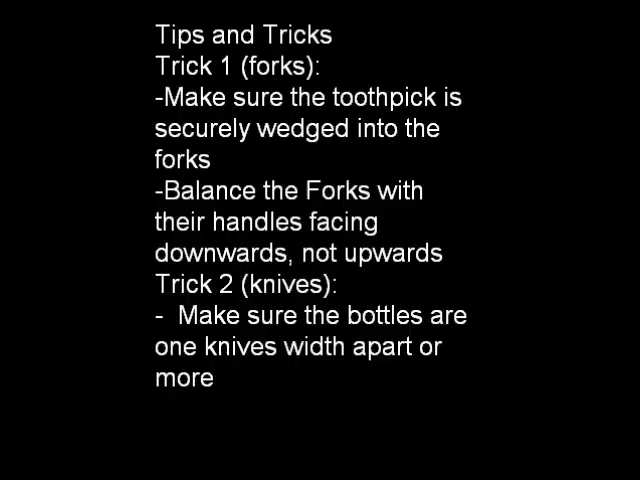 Tips and Tricks
Trick 1 (forks):
-Make sure the toothpick is
securely wedged into the
forks
-Balance the Forks with
their handles facing
downwards, not upwards
Trick 2 (knives):
-  Make sure the bottles are
one knives width apart or
more